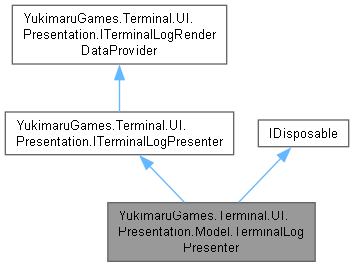 YukimaruGames.Terminal.UI.
Presentation.ITerminalLogRender
DataProvider
YukimaruGames.Terminal.UI.
Presentation.ITerminalLogPresenter
IDisposable
YukimaruGames.Terminal.UI.
Presentation.Model.TerminalLog
Presenter